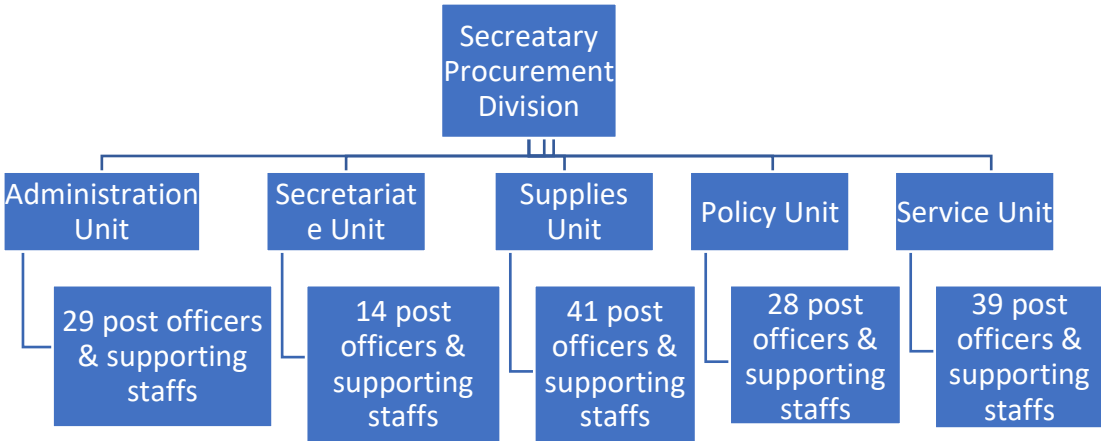 Secreatary
Procurement
Division
Administration
Unit
Secretariat
e Unit
Supplies
Unit
Policy Unit
Service Unit
29 post officers
& supporting
staffs
14 post
officers &
supporting
staffs
41 post
officers &
supporting
staffs
28 post
officers &
supporting
staffs
39 post
officers &
supporting
staffs